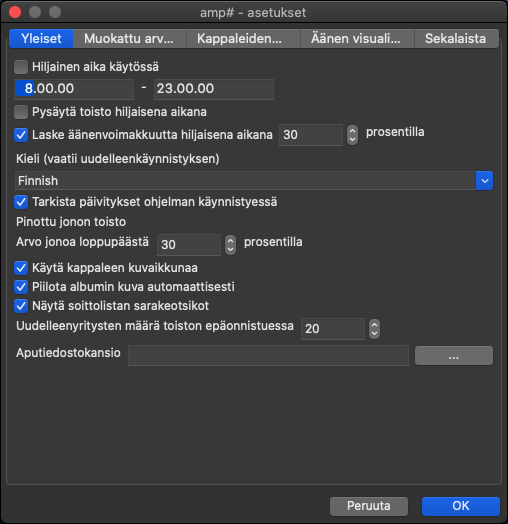 amp# - asetukset
Yleiset Muokattu arv... Kappaleiden... Äänen visuali... Sekalaista
Hiljainen aika käytössä
8.00.00 - 23.00.00
Pysäytä toisto hiljaisena aikana
Laske äänenvoimakkuutta hiljaisena aikana 30 prosentilla
Kieli (vaatii uudelleenkäynnistyksen)
Finnish
Tarkista päivitykset ohjelman käynnistyessä
Pinottu jonon toisto
Arvo jonoa loppupäästä 30 prosentilla
Käytä kappaleen kuvaikkunaa
Piilota albumin kuva automaattisesti
Näytä soittolistan sarakeotsikot
Uudelleenyritysten määrä toiston epäonnistuessa 20
Aputiedostokansio ...
Peruuta OK